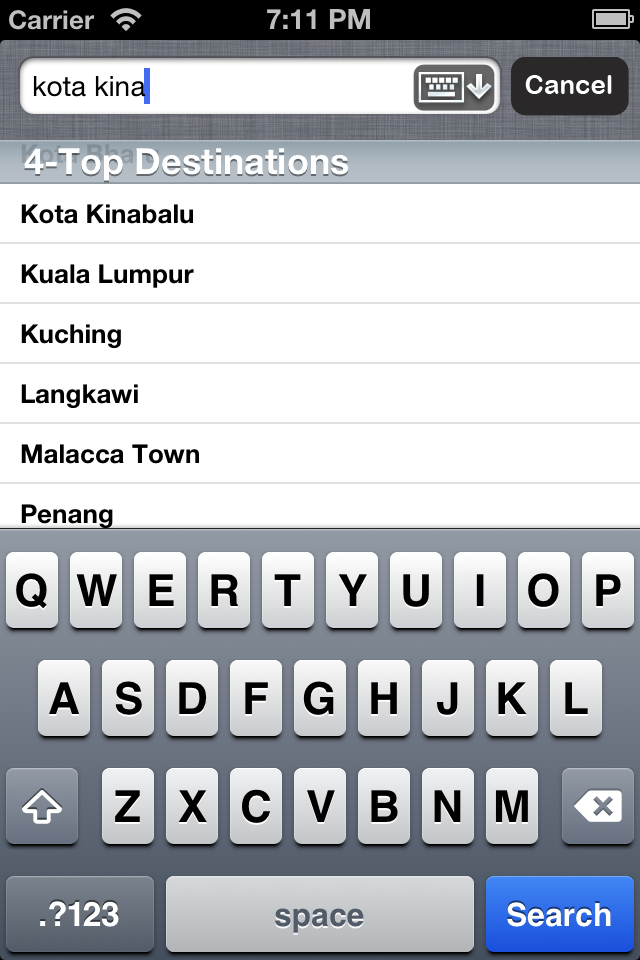 Carrier 7:11 PM
kota kina Cancel
4-Top Destinations
Kota Kinabalu
Kuala Lumpur
Kuching
Langkawi
Malacca Town
Penang
Q W E R T Y U I O P
A S D F G H J K L
Z X C V B N M
.?123 space Search